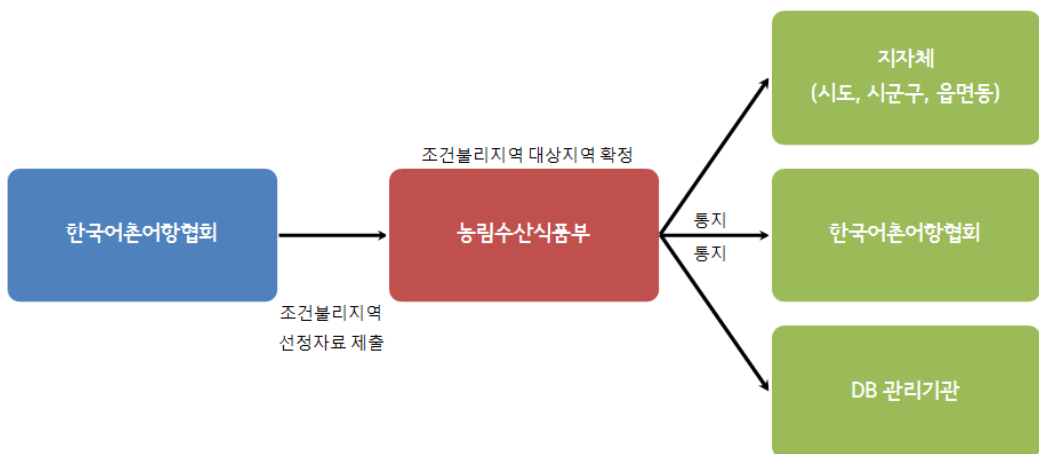 지자체
(시도, 시군구, 읍면동)
조건불리지역 대상지역 확정
한국어촌어항협회
농림수산식품부
통지
통지
한국어촌어항협회
조건불리지역
선정자료 제출
DB 관리기관